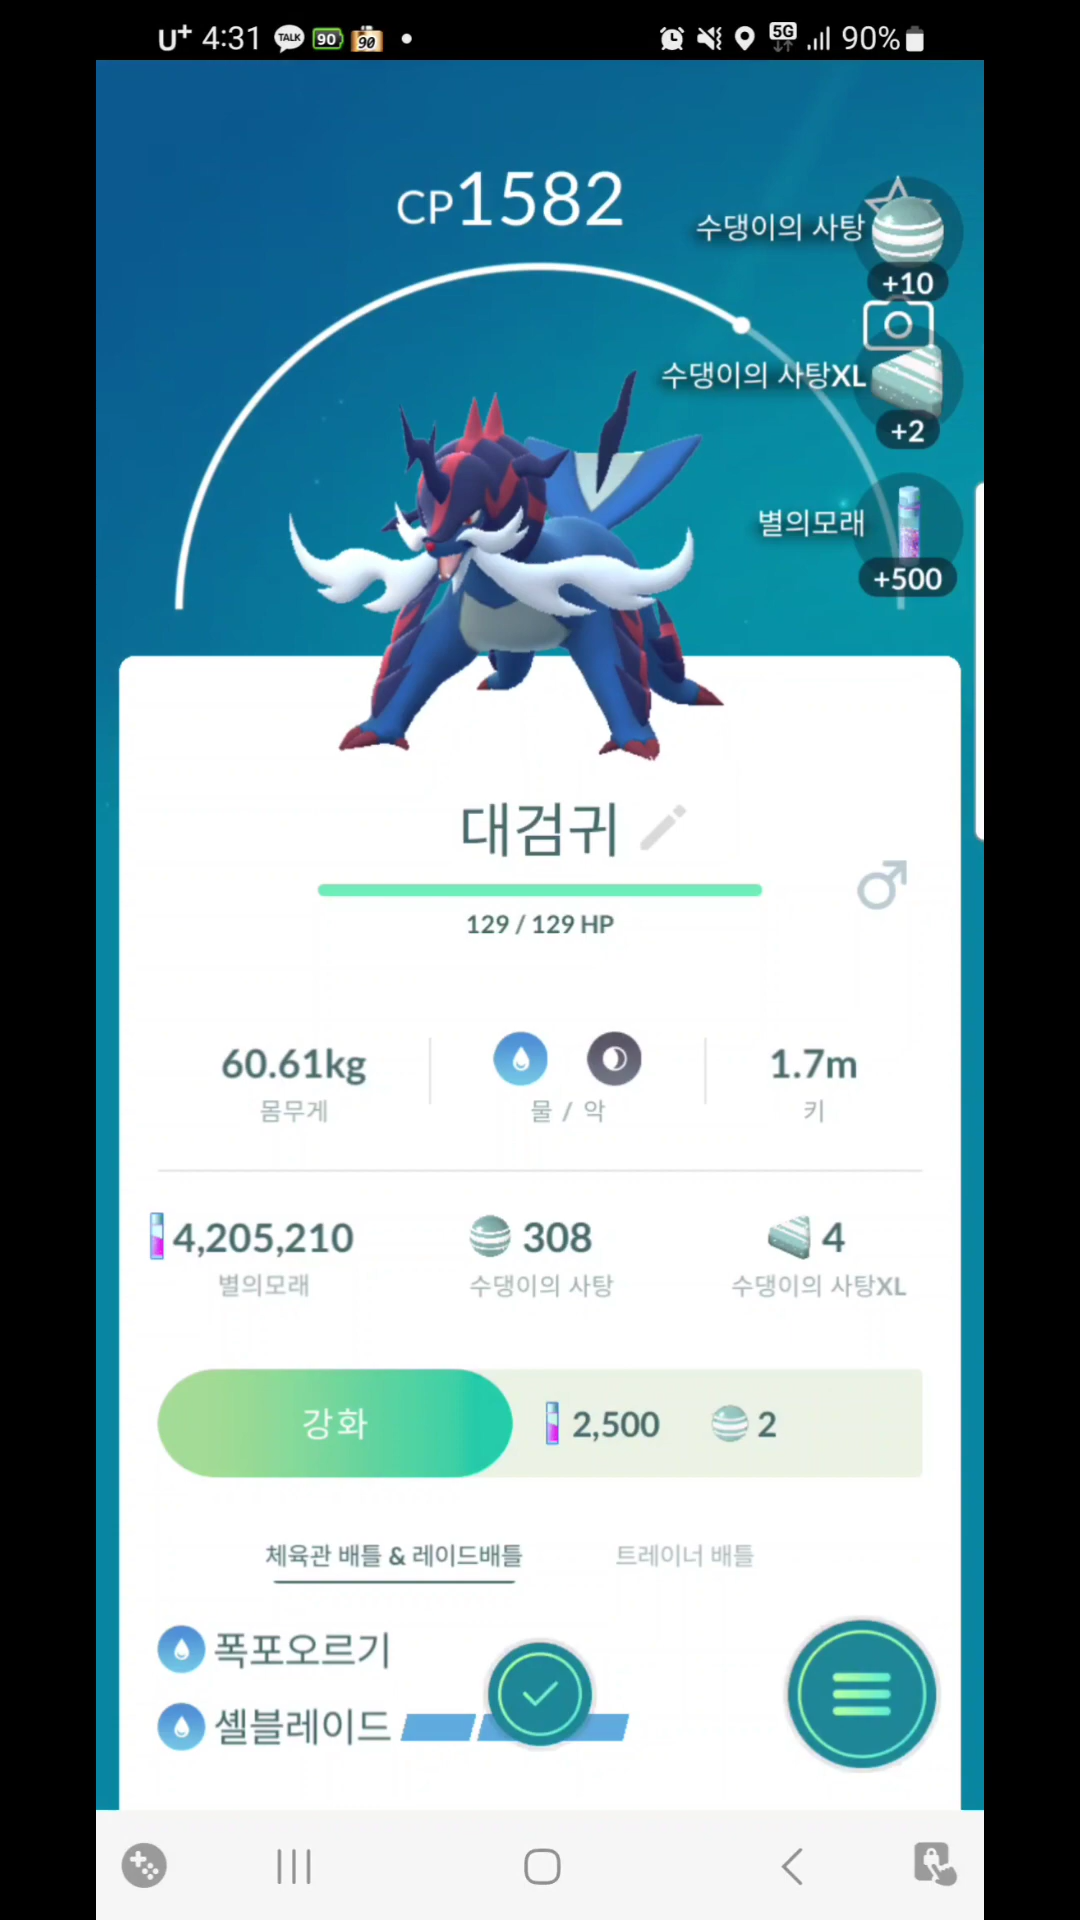 U+ 4:31 TALK 90 90 5G 90%
CP1582
수댕이의 사탕
+10
수댕이의 사탕XL
+2
별의모래
+500
대검귀
129 / 129 HP
60.61kg
몸무게
물 / 악
1.7m
키
4,205,210
별의모래
308
수댕이의 사탕
4
수댕이의 사탕XL
강화 2,500 2
체육관 배틀 & 레이드배틀 트레이너 배틀
폭포오르기
셸블레이드